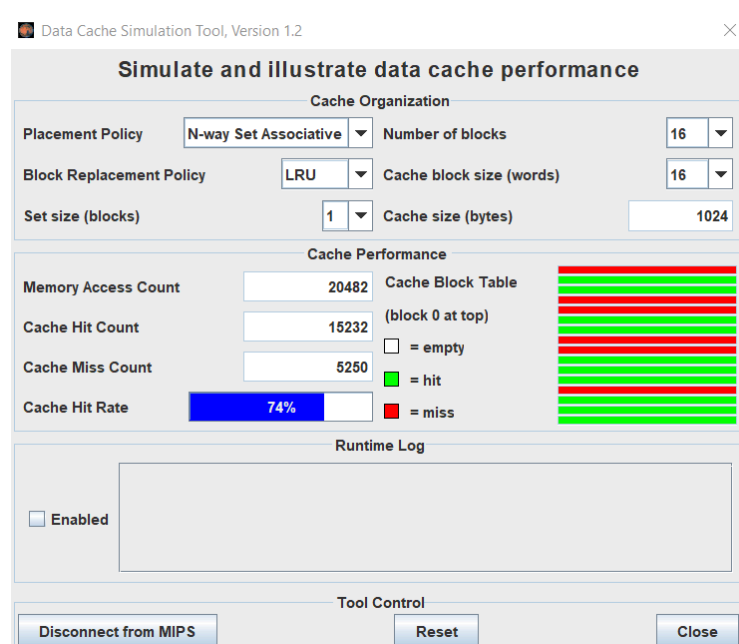 Data Cache Simulation Tool, Version 1.2
Simulate and illustrate data cache performance
Cache Organization
Placement Policy N-way Set Associative Number of blocks 16
Block Replacement Policy LRU Cache block size (words) 16
Set size (blocks) 1 Cache size (bytes) 1024
Cache Performance
Memory Access Count 20482 Cache Block Table
(block 0 at top)
Cache Hit Count 15232
= empty
Cache Miss Count 5250
= hit
Cache Hit Rate 74% = miss
Runtime Log
Enabled
Tool Control
Disconnect from MIPS Reset Close